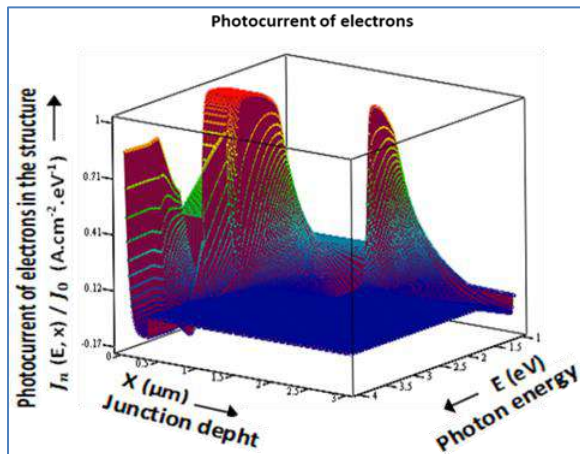 Photocurrent of electrons
Photocurrent of electrons in the structure
Jn (E, x) / J0 (A.cm-2.eV-1)
1
0.71
0.41
0.12
-0.17
0
0.5
1
1.5
2
2.5
3
X (µm)
Junction depht
4
3.5
3
2.5
2
1.5
1
E (eV)
Photon energy